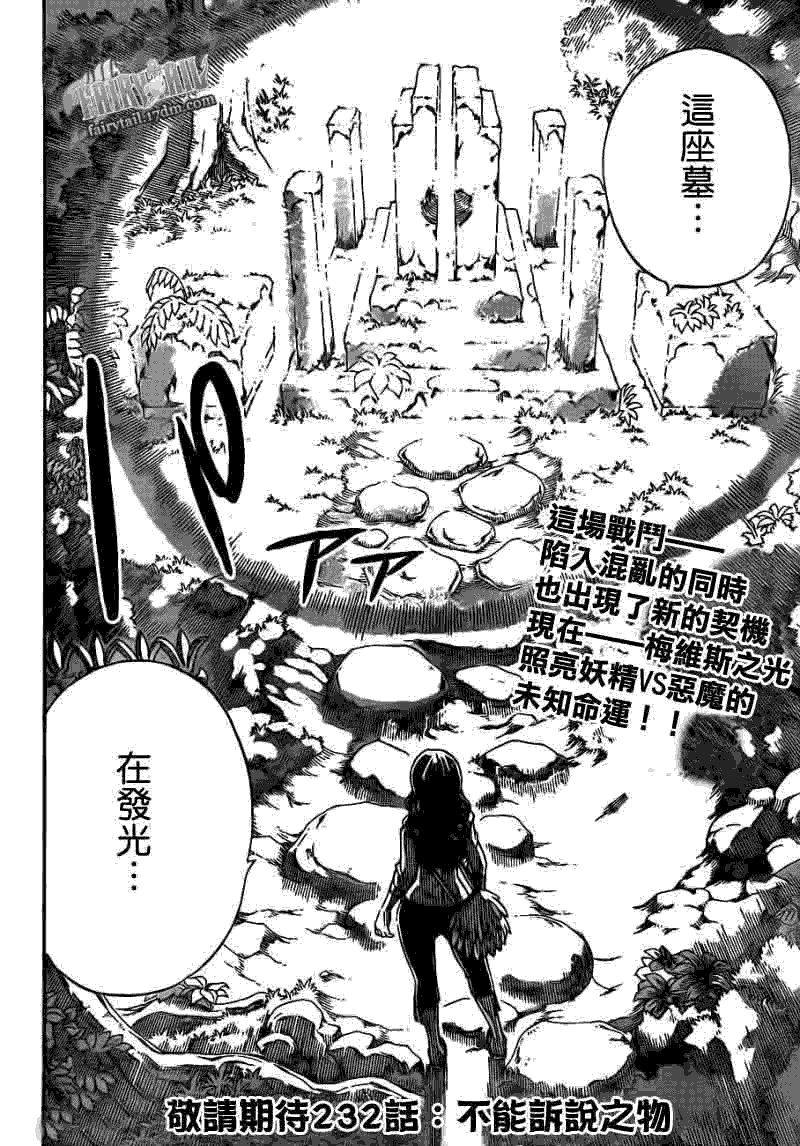 FAIRY TAIL
fairytail.17dm.com
這座墓…
パァァ
這場戰鬥——
陷入混亂的同時
也出現了新的契機
現在——梅維斯之光
照亮妖精VS惡魔的
未知命運！！
在發光…
敬請期待232話：不能訴說之物